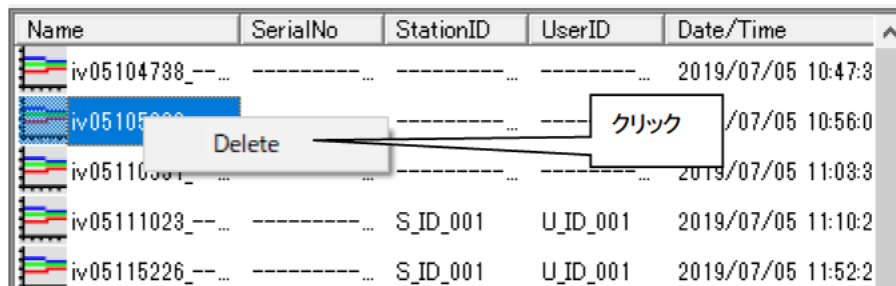 Name SerialNo StationID UserID Date/Time
iv05104738_--… ---------… ---------… -------… 2019/07/05 10:47:3
---------… /07/05 10:56:0
Delete
クリック
---------… ---------… -------… 2019/07/05 11:03:3
iv05111023_--… ---------… S_ID_001 U_ID_001 2019/07/05 11:10:2
iv05115226_--… ---------… S_ID_001 U_ID_001 2019/07/05 11:52:2